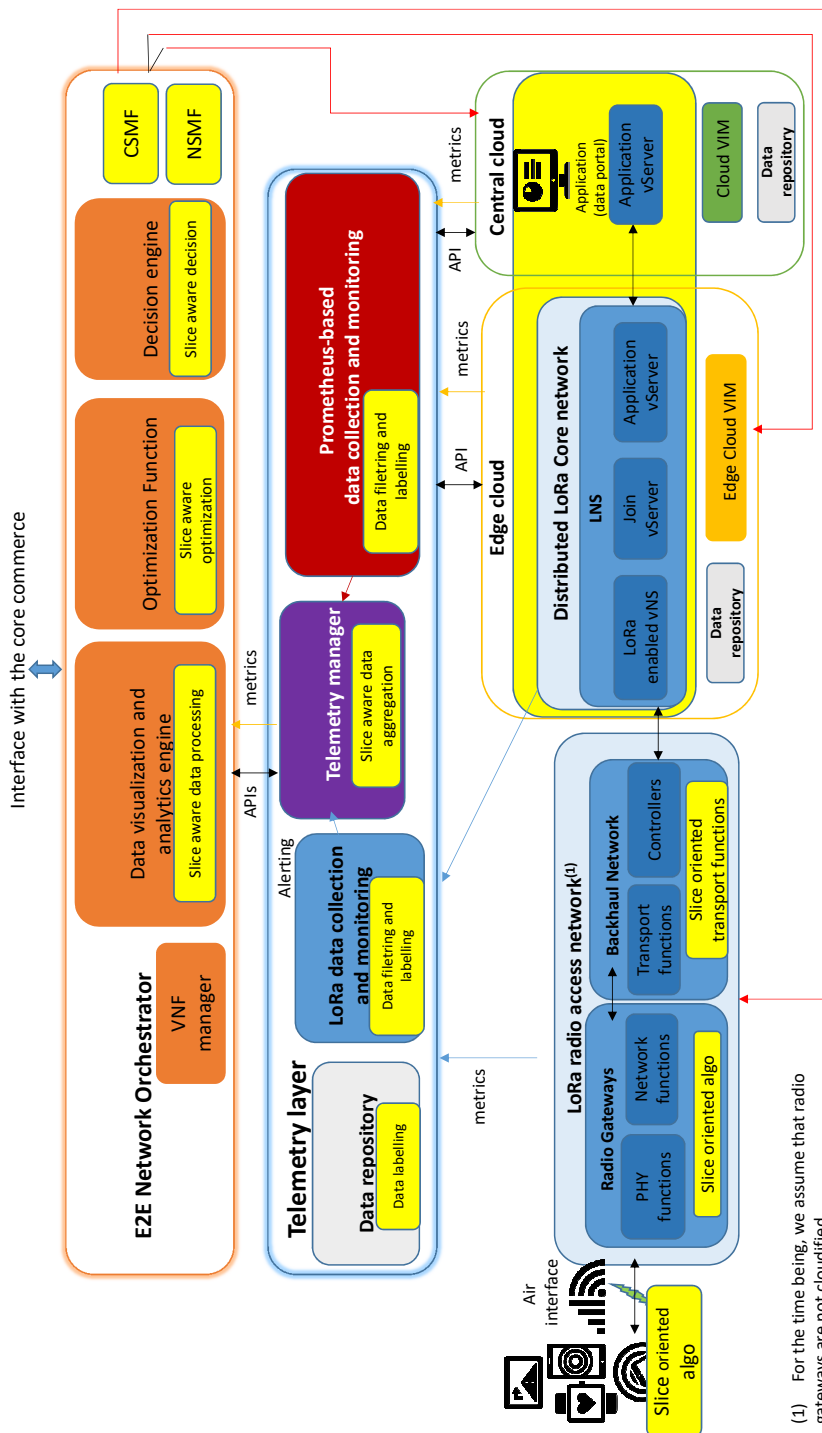 Interface with the core commerce
E2E Network Orchestrator
VNF
manager
Data visualization and
analytics engine
Slice aware data processing
Optimization Function
Slice aware
optimization
Decision engine
Slice aware decision
CSMF
NSMF
APIs
metrics
Telemetry layer
Data repository
Data labelling
LoRa data collection
and monitoring
Data filetring and
labelling
Alerting
Telemetry manager
Slice aware data
aggregation
Prometheus-based
data collection and monitoring
Data filetring and
labelling
metrics
API
metrics
API
metrics
Air
interface
Slice oriented
algo
LoRa radio access network(1)
Radio Gateways
PHY
functions
Network
functions
Slice oriented algo
Backhaul Network
Transport
functions
Controllers
Slice oriented
transport functions
Edge cloud
Distributed LoRa Core network
LNS
LoRa
enabled vNS
Join
vServer
Application
vServer
Data
repository
Edge Cloud VIM
Central cloud
Application
(data portal)
Application
vServer
Cloud VIM
Data
repository
(1) For the time being, we assume that radio
gateways are not cloudified